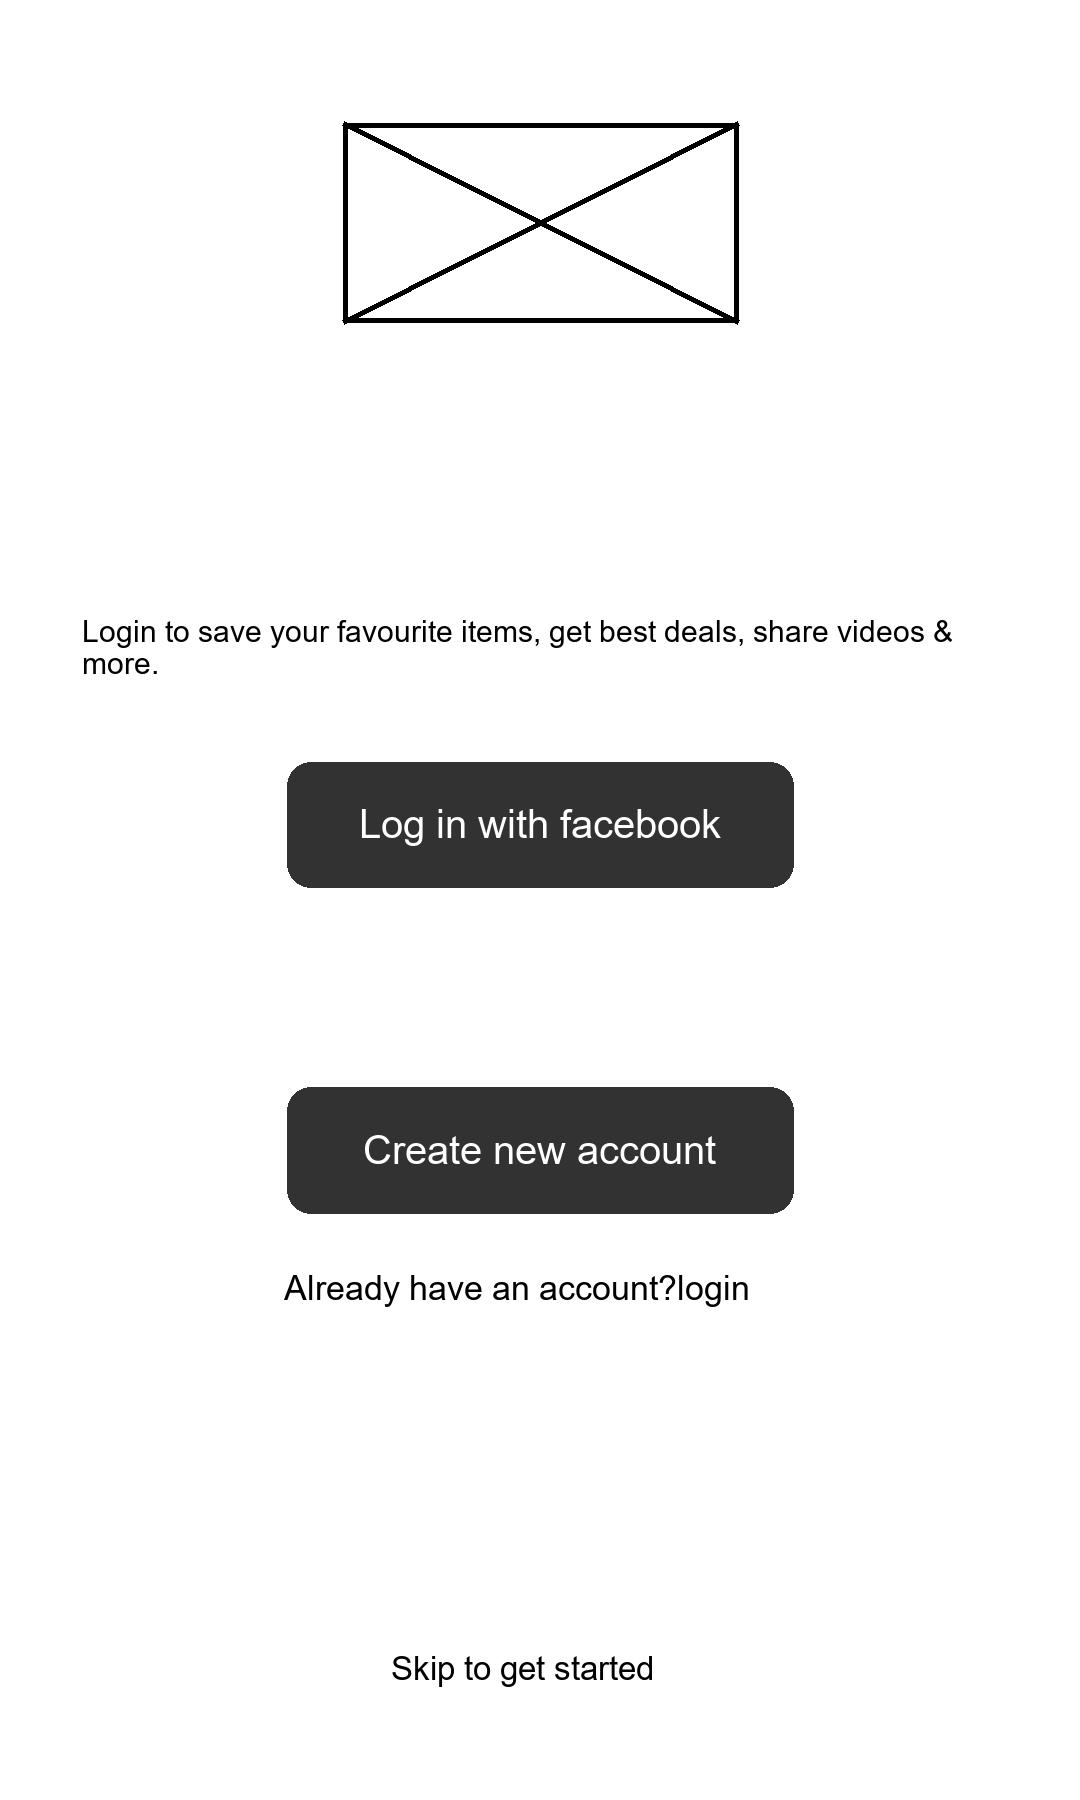 Login to save your favourite items, get best deals, share videos &
more.
Log in with facebook
Create new account
Already have an account?login
Skip to get started